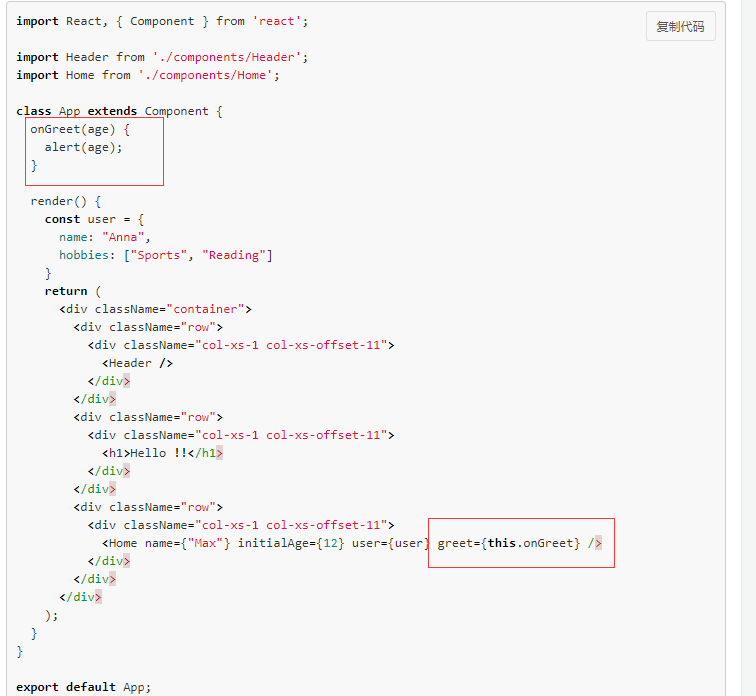 import React, { Component } from 'react';
复制代码
import Header from './components/Header';
import Home from './components/Home';
class App extends Component {
onGreet(age) {
alert(age);
}
render() {
const user = {
name: "Anna",
hobbies: ["Sports", "Reading"]
}
return (
<div className="container">
<div className="row">
<div className="col-xs-1 col-xs-offset-11">
<Header />
</div>
</div>
<div className="row">
<div className="col-xs-1 col-xs-offset-11">
<h1>Hello !!</h1>
</div>
</div>
<div className="row">
<div className="col-xs-1 col-xs-offset-11">
<Home name={"Max"} initialAge={12} user={user} greet={this.onGreet} />
</div>
</div>
</div>
);
}
}
export default App;